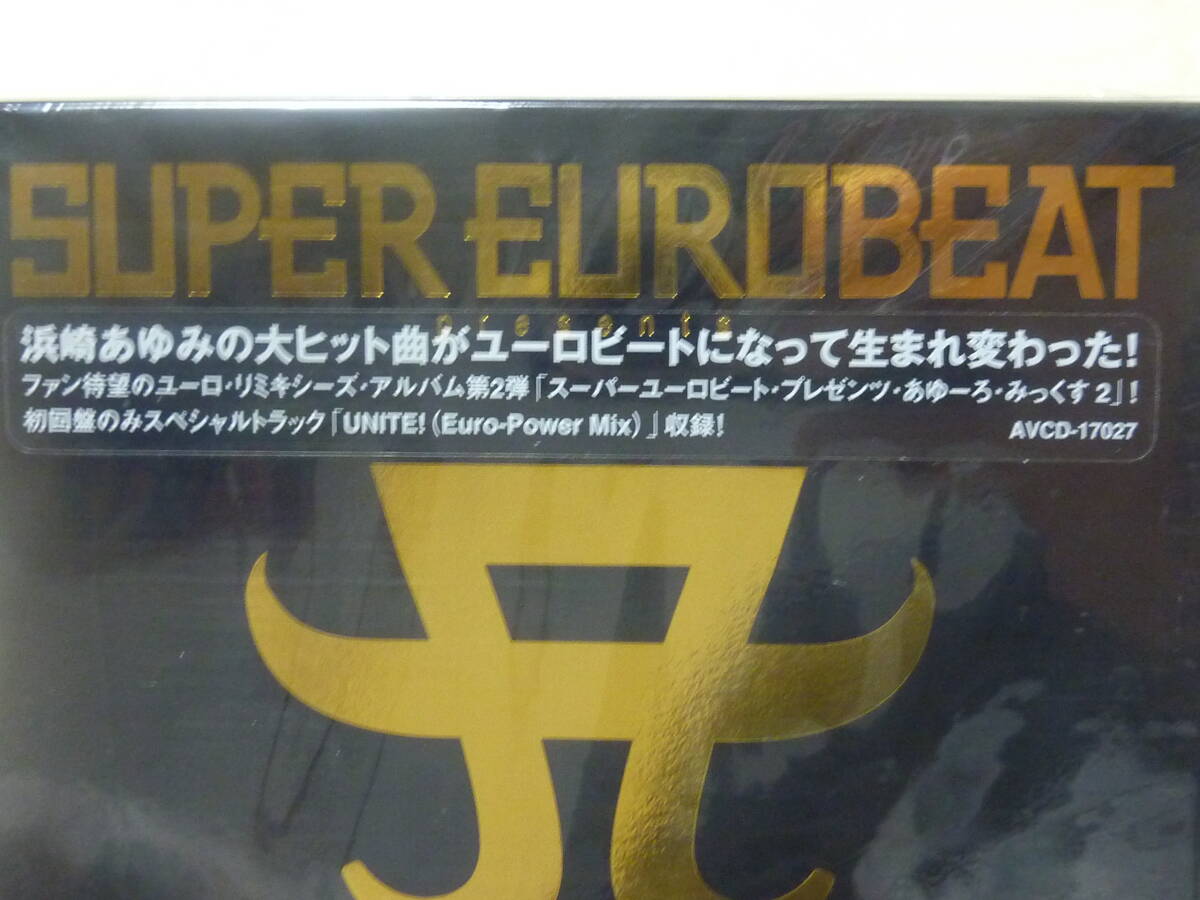 SUPER EUROBEAT
presents
浜崎あゆみの大ヒット曲がユーロビートになって生まれ変わった!
ファン待望のユーロ・リミキシーズ・アルバム第2弾「スーパーユーロビート・プレゼンツ・あゆーろ・みっくす 2」!
初回盤のみスペシャルトラック「UNITE! (Euro-Power Mix)」収録!
AVCD-17027